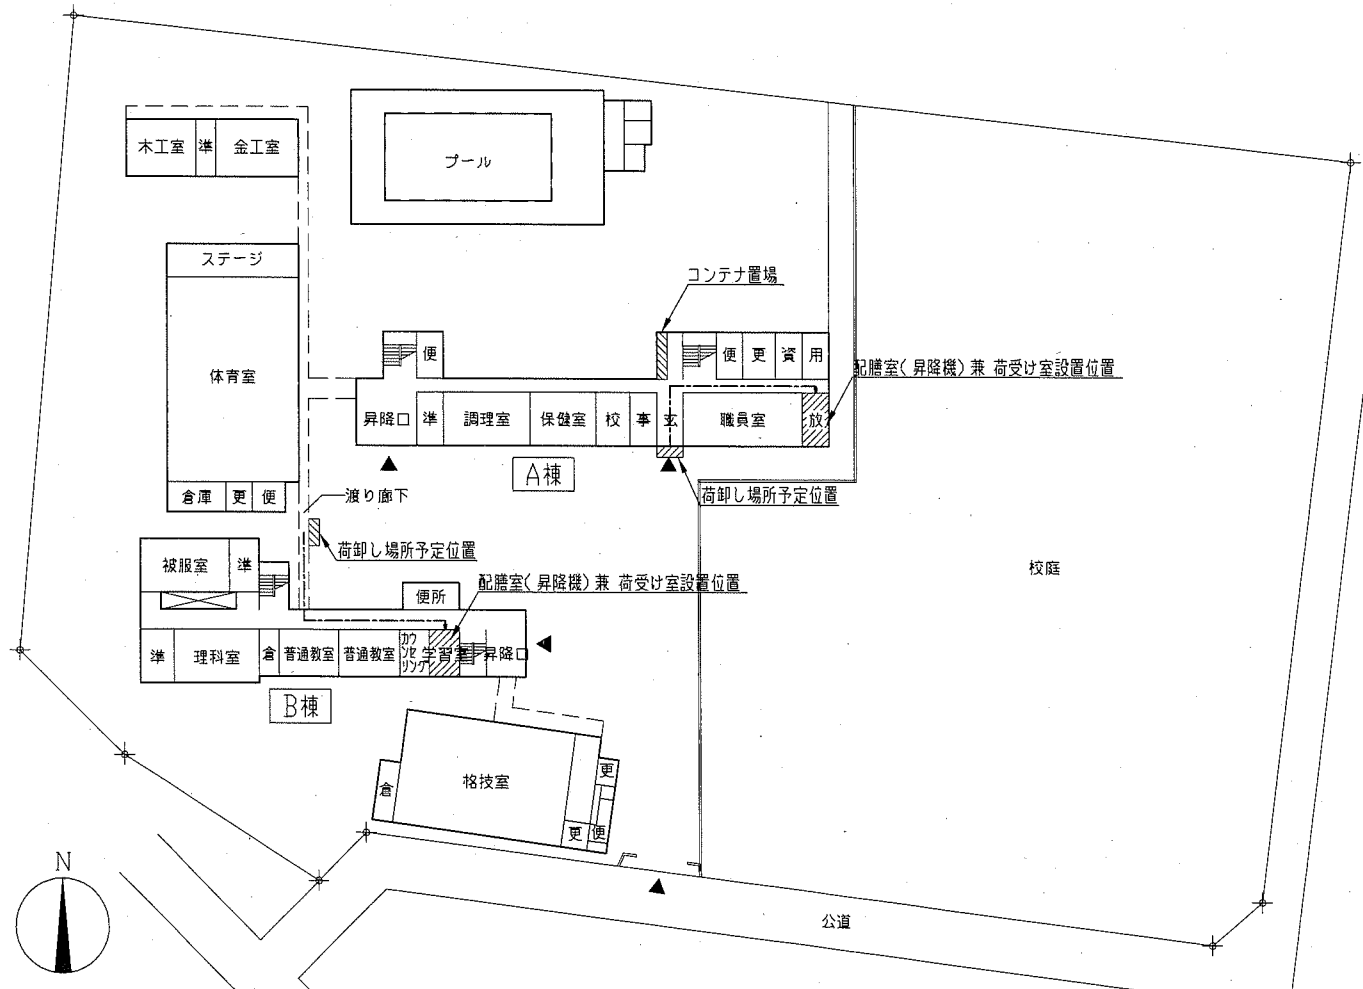 木工室
準
金工室
プール
ステージ
コンテナ置場
体育室
便
便
更
資
用
配膳室(昇降機)兼 荷受け室設置位置
昇降口
準
調理室
保健室
校
事
玄
職員室
放
A棟
倉庫
更
便
渡り廊下
荷卸し場所予定位置
荷卸し場所予定位置
被服室
準
校庭
配膳室(昇降機)兼 荷受け室設置位置
便所
準
理科室
倉
普通教室
普通教室
カウンセリング
学習室
昇降口
B棟
格技室
倉
更
更
便
N
公道